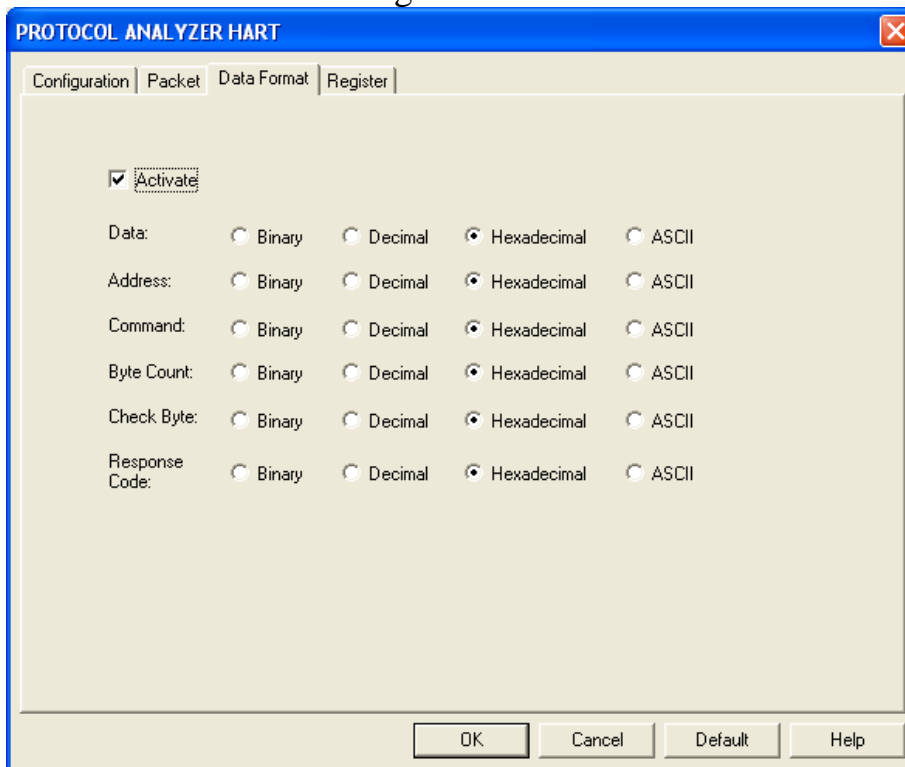 PROTOCOL ANALYZER HART
Configuration Packet Data Format Register
Activate
Data: Binary Decimal Hexadecimal ASCII
Address: Binary Decimal Hexadecimal ASCII
Command: Binary Decimal Hexadecimal ASCII
Byte Count: Binary Decimal Hexadecimal ASCII
Check Byte: Binary Decimal Hexadecimal ASCII
Response
Code: Binary Decimal Hexadecimal ASCII
OK Cancel Default Help